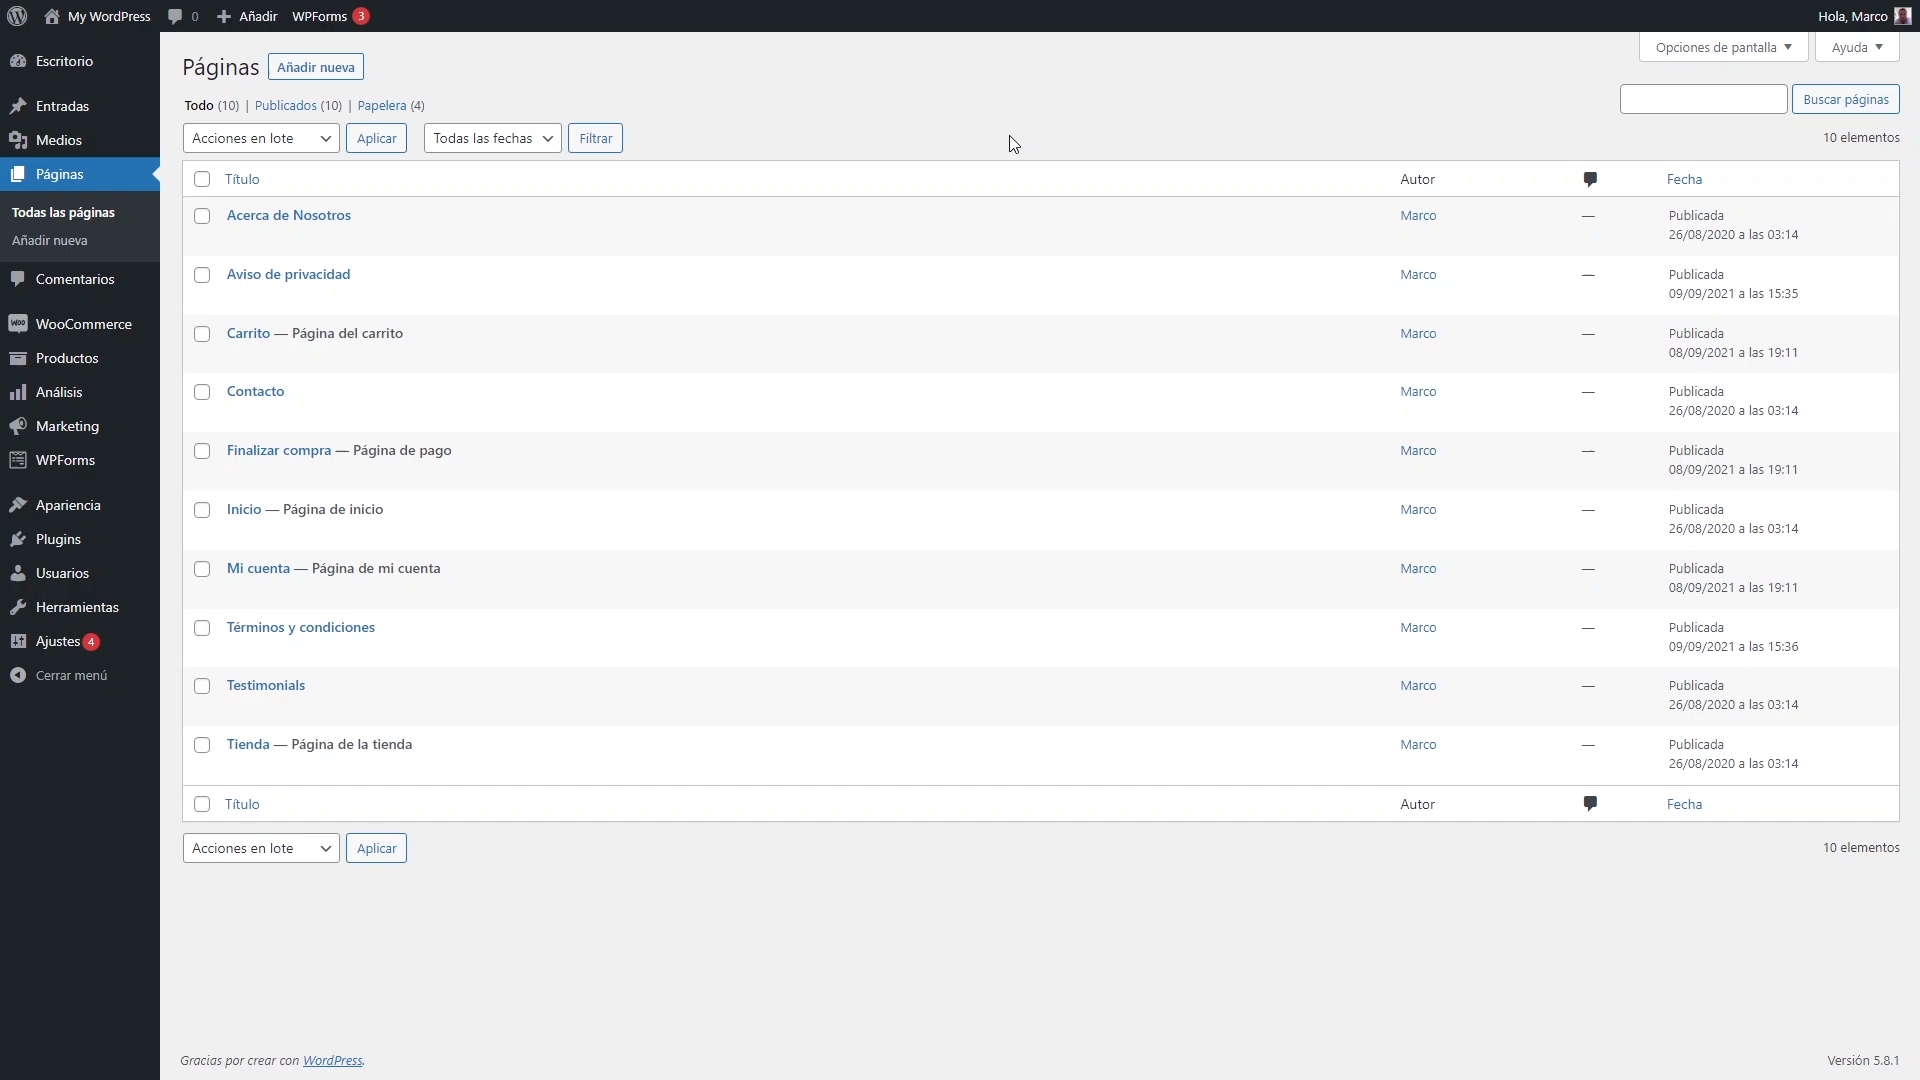 My WordPress 0 Añadir WPForms 3 Hola, Marco
Opciones de pantalla Ayuda
Escritorio
Entradas
Medios
Páginas
Todas las páginas
Añadir nueva
Comentarios
WooCommerce
Productos
Análisis
Marketing
WPForms
Apariencia
Plugins
Usuarios
Herramientas
Ajustes 4
Cerrar menú
Páginas Añadir nueva
Todo (10) | Publicados (10) | Papelera (4)
Buscar páginas
Acciones en lote Aplicar Todas las fechas Filtrar 10 elementos
Título Autor Fecha
Acerca de Nosotros Marco — Publicada
26/08/2020 a las 03:14
Aviso de privacidad Marco — Publicada
09/09/2021 a las 15:35
Carrito — Página del carrito Marco — Publicada
08/09/2021 a las 19:11
Contacto Marco — Publicada
26/08/2020 a las 03:14
Finalizar compra — Página de pago Marco — Publicada
08/09/2021 a las 19:11
Inicio — Página de inicio Marco — Publicada
26/08/2020 a las 03:14
Mi cuenta — Página de mi cuenta Marco — Publicada
08/09/2021 a las 19:11
Términos y condiciones Marco — Publicada
09/09/2021 a las 15:36
Testimonials Marco — Publicada
26/08/2020 a las 03:14
Tienda — Página de la tienda Marco — Publicada
26/08/2020 a las 03:14
Título Autor Fecha
Acciones en lote Aplicar 10 elementos
Gracias por crear con WordPress. Versión 5.8.1